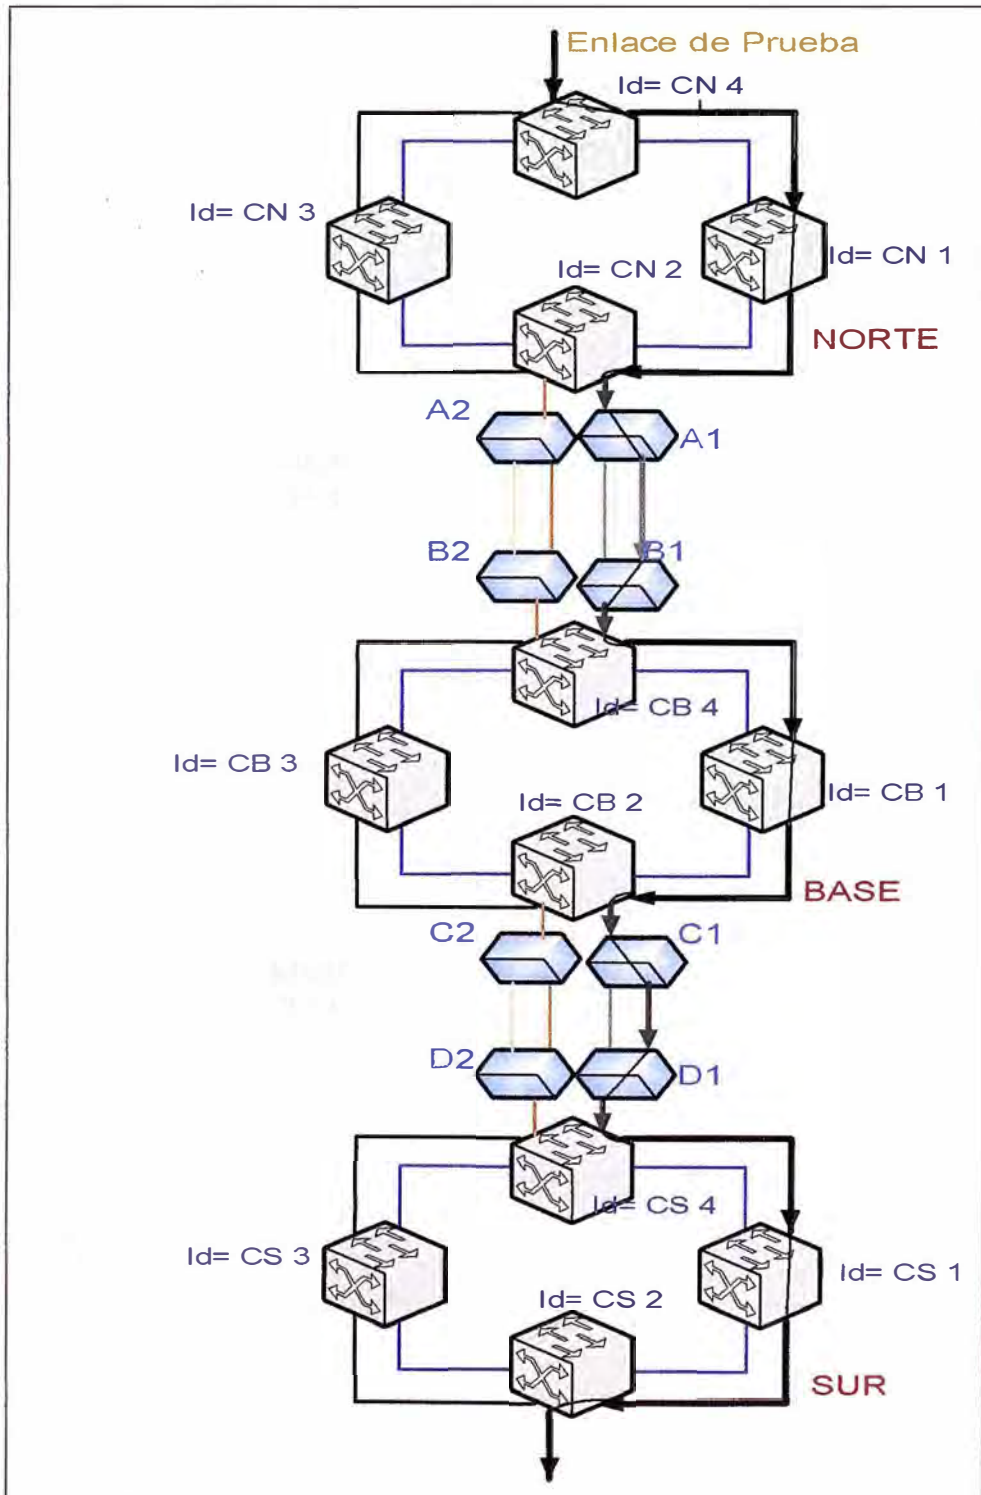 Enlace de Prueba
Id= CN 4
Id= CN 3
Id= CN 2
Id= CN 1
NORTE
A2
A1
B2
B1
Id= CB 4
Id= CB 3
Id= CB 2
Id= CB 1
BASE
C2
C1
D2
D1
Id= CS 4
Id= CS 3
Id= CS 2
Id= CS 1
SUR